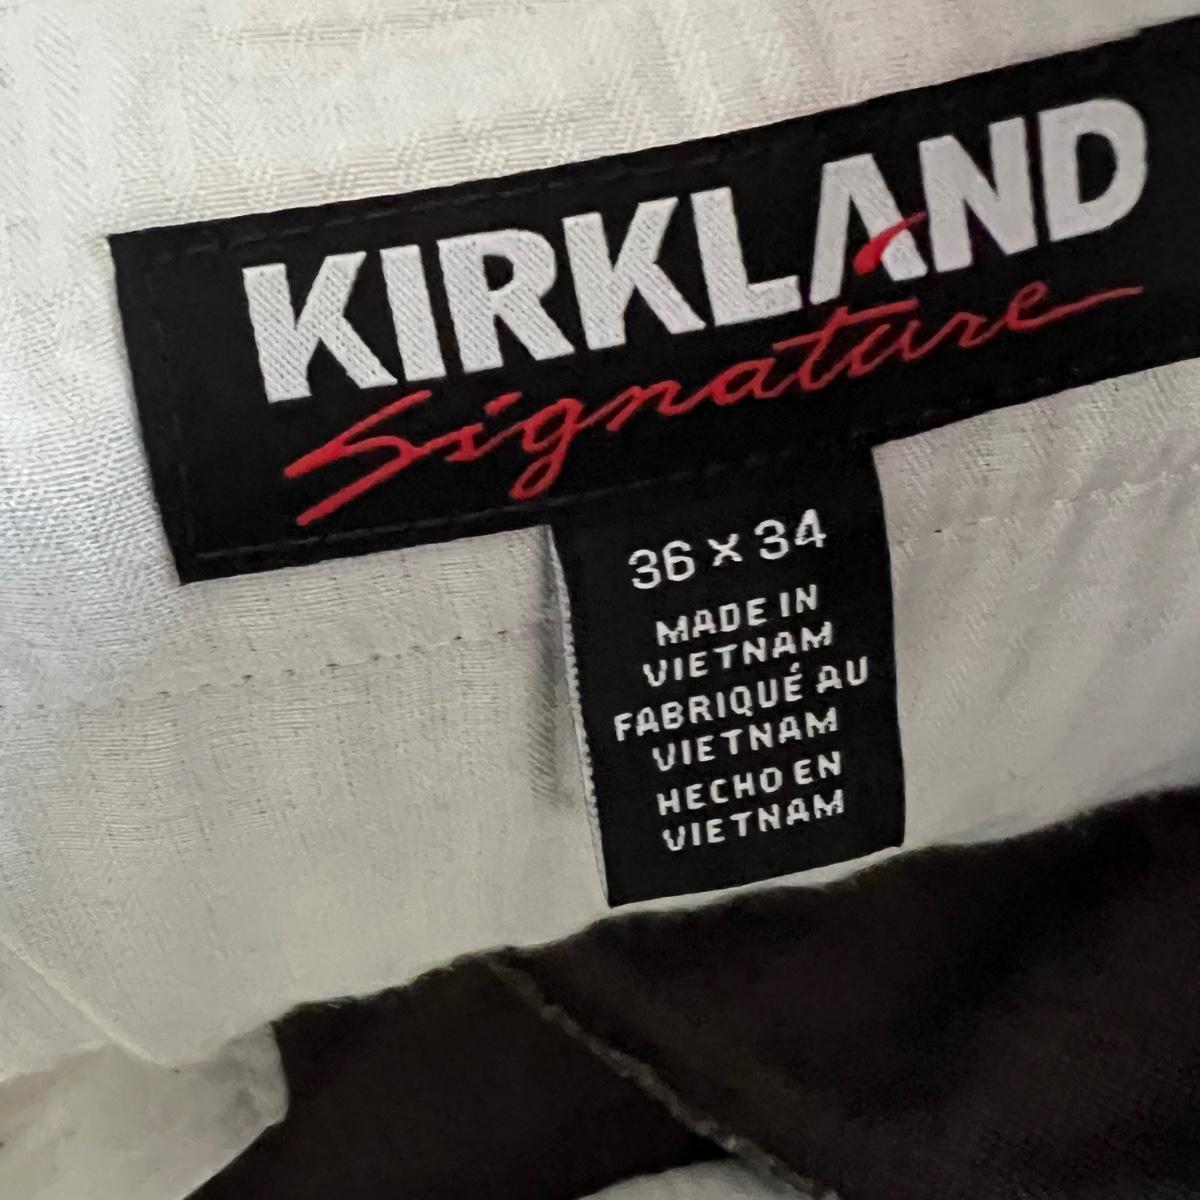 KIRKLAND
Signature
36 x 34
MADE IN
VIETNAM
FABRIQUÉ AU
VIETNAM
HECHO EN
VIETNAM